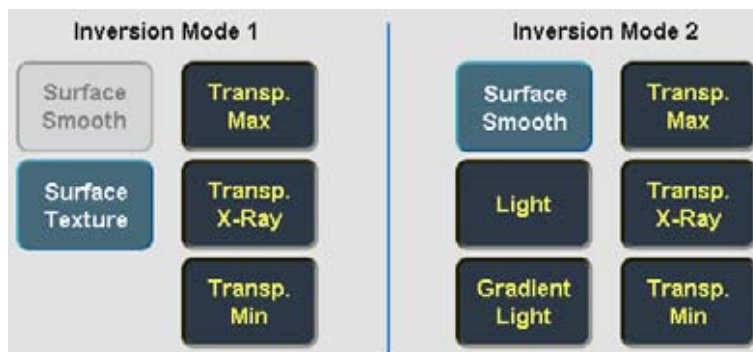 Inversion Mode 1
Surface
Smooth
Transp.
Max
Surface
Texture
Transp.
X-Ray
Transp.
Min
Inversion Mode 2
Surface
Smooth
Transp.
Max
Light
Transp.
X-Ray
Gradient
Light
Transp.
Min